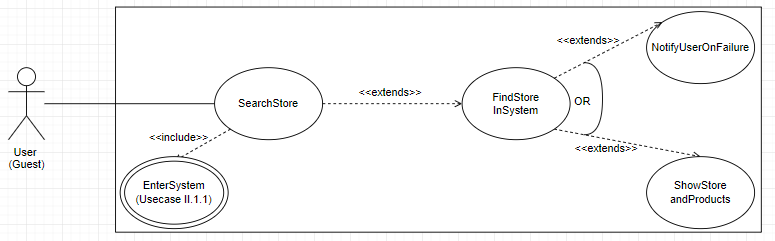 <<extends>>
NotifyUserOnFailure
SearchStore
<<extends>>
FindStore
InSystem
OR
<<include>>
User
(Guest)
<<extends>>
EnterSystem
(Usecase II.1.1)
ShowStore
andProducts